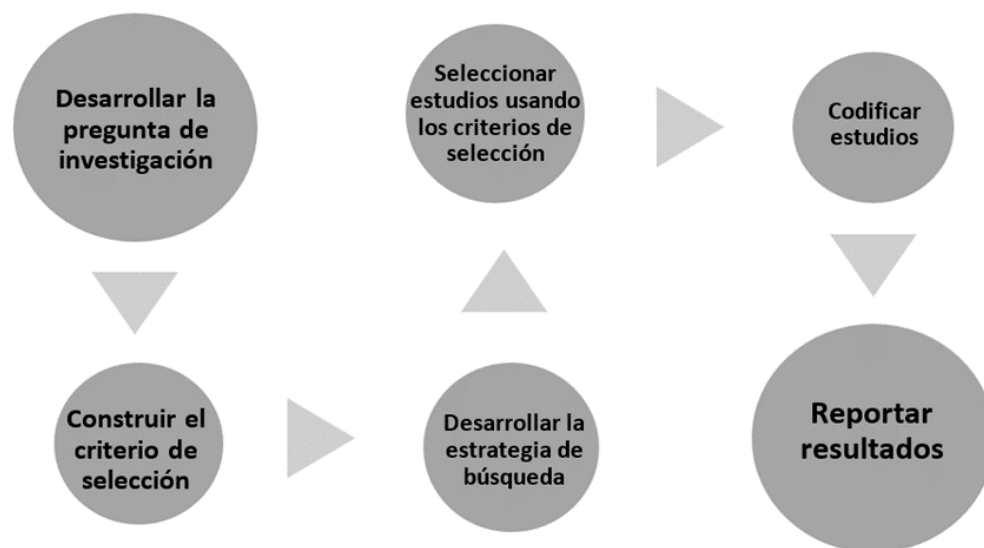 Desarrollar la
pregunta de
investigación
Construir el
criterio de
selección
Desarrollar la
estrategia de
búsqueda
Seleccionar
estudios usando
los criterios de
selección
Codificar
estudios
Reportar
resultados